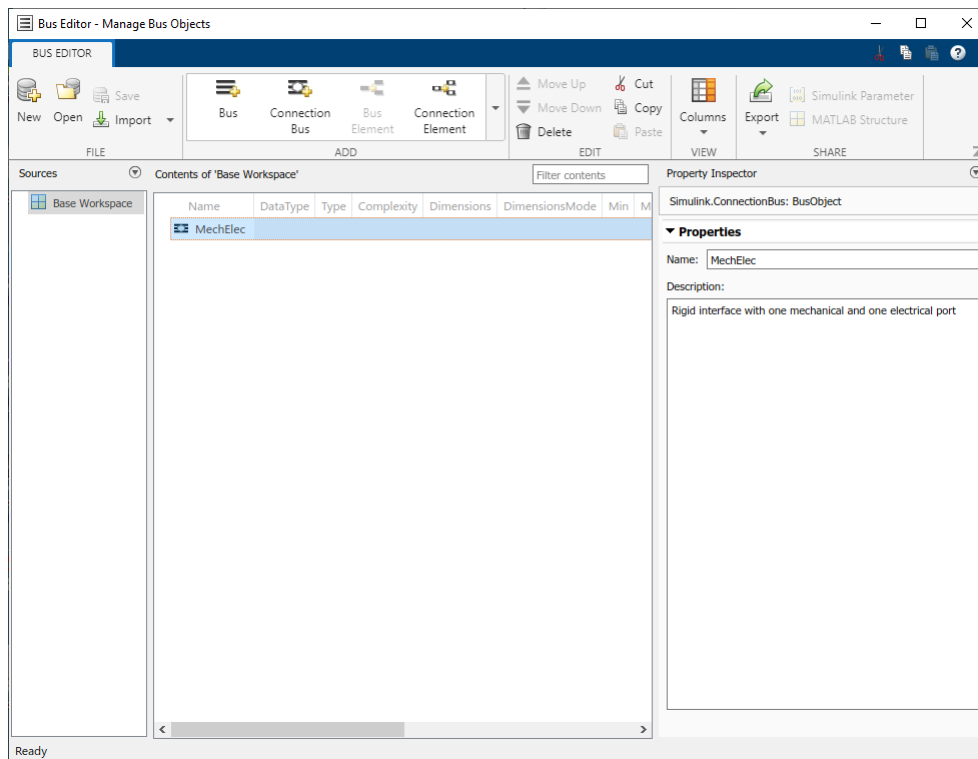 Bus Editor - Manage Bus Objects
BUS EDITOR
New
Open
Save
Import
FILE
Bus
Connection
Bus
Bus
Element
Connection
Element
ADD
Move Up
Move Down
Delete
Cut
Copy
Paste
EDIT
Columns
VIEW
Export
Simulink Parameter
MATLAB Structure
SHARE
Sources
Contents of 'Base Workspace'
Filter contents
Property Inspector
Base Workspace
Name DataType Type Complexity Dimensions DimensionsMode Min M
MechElec
Simulink.ConnectionBus: BusObject
Properties
Name: MechElec
Description:
Rigid interface with one mechanical and one electrical port
Ready